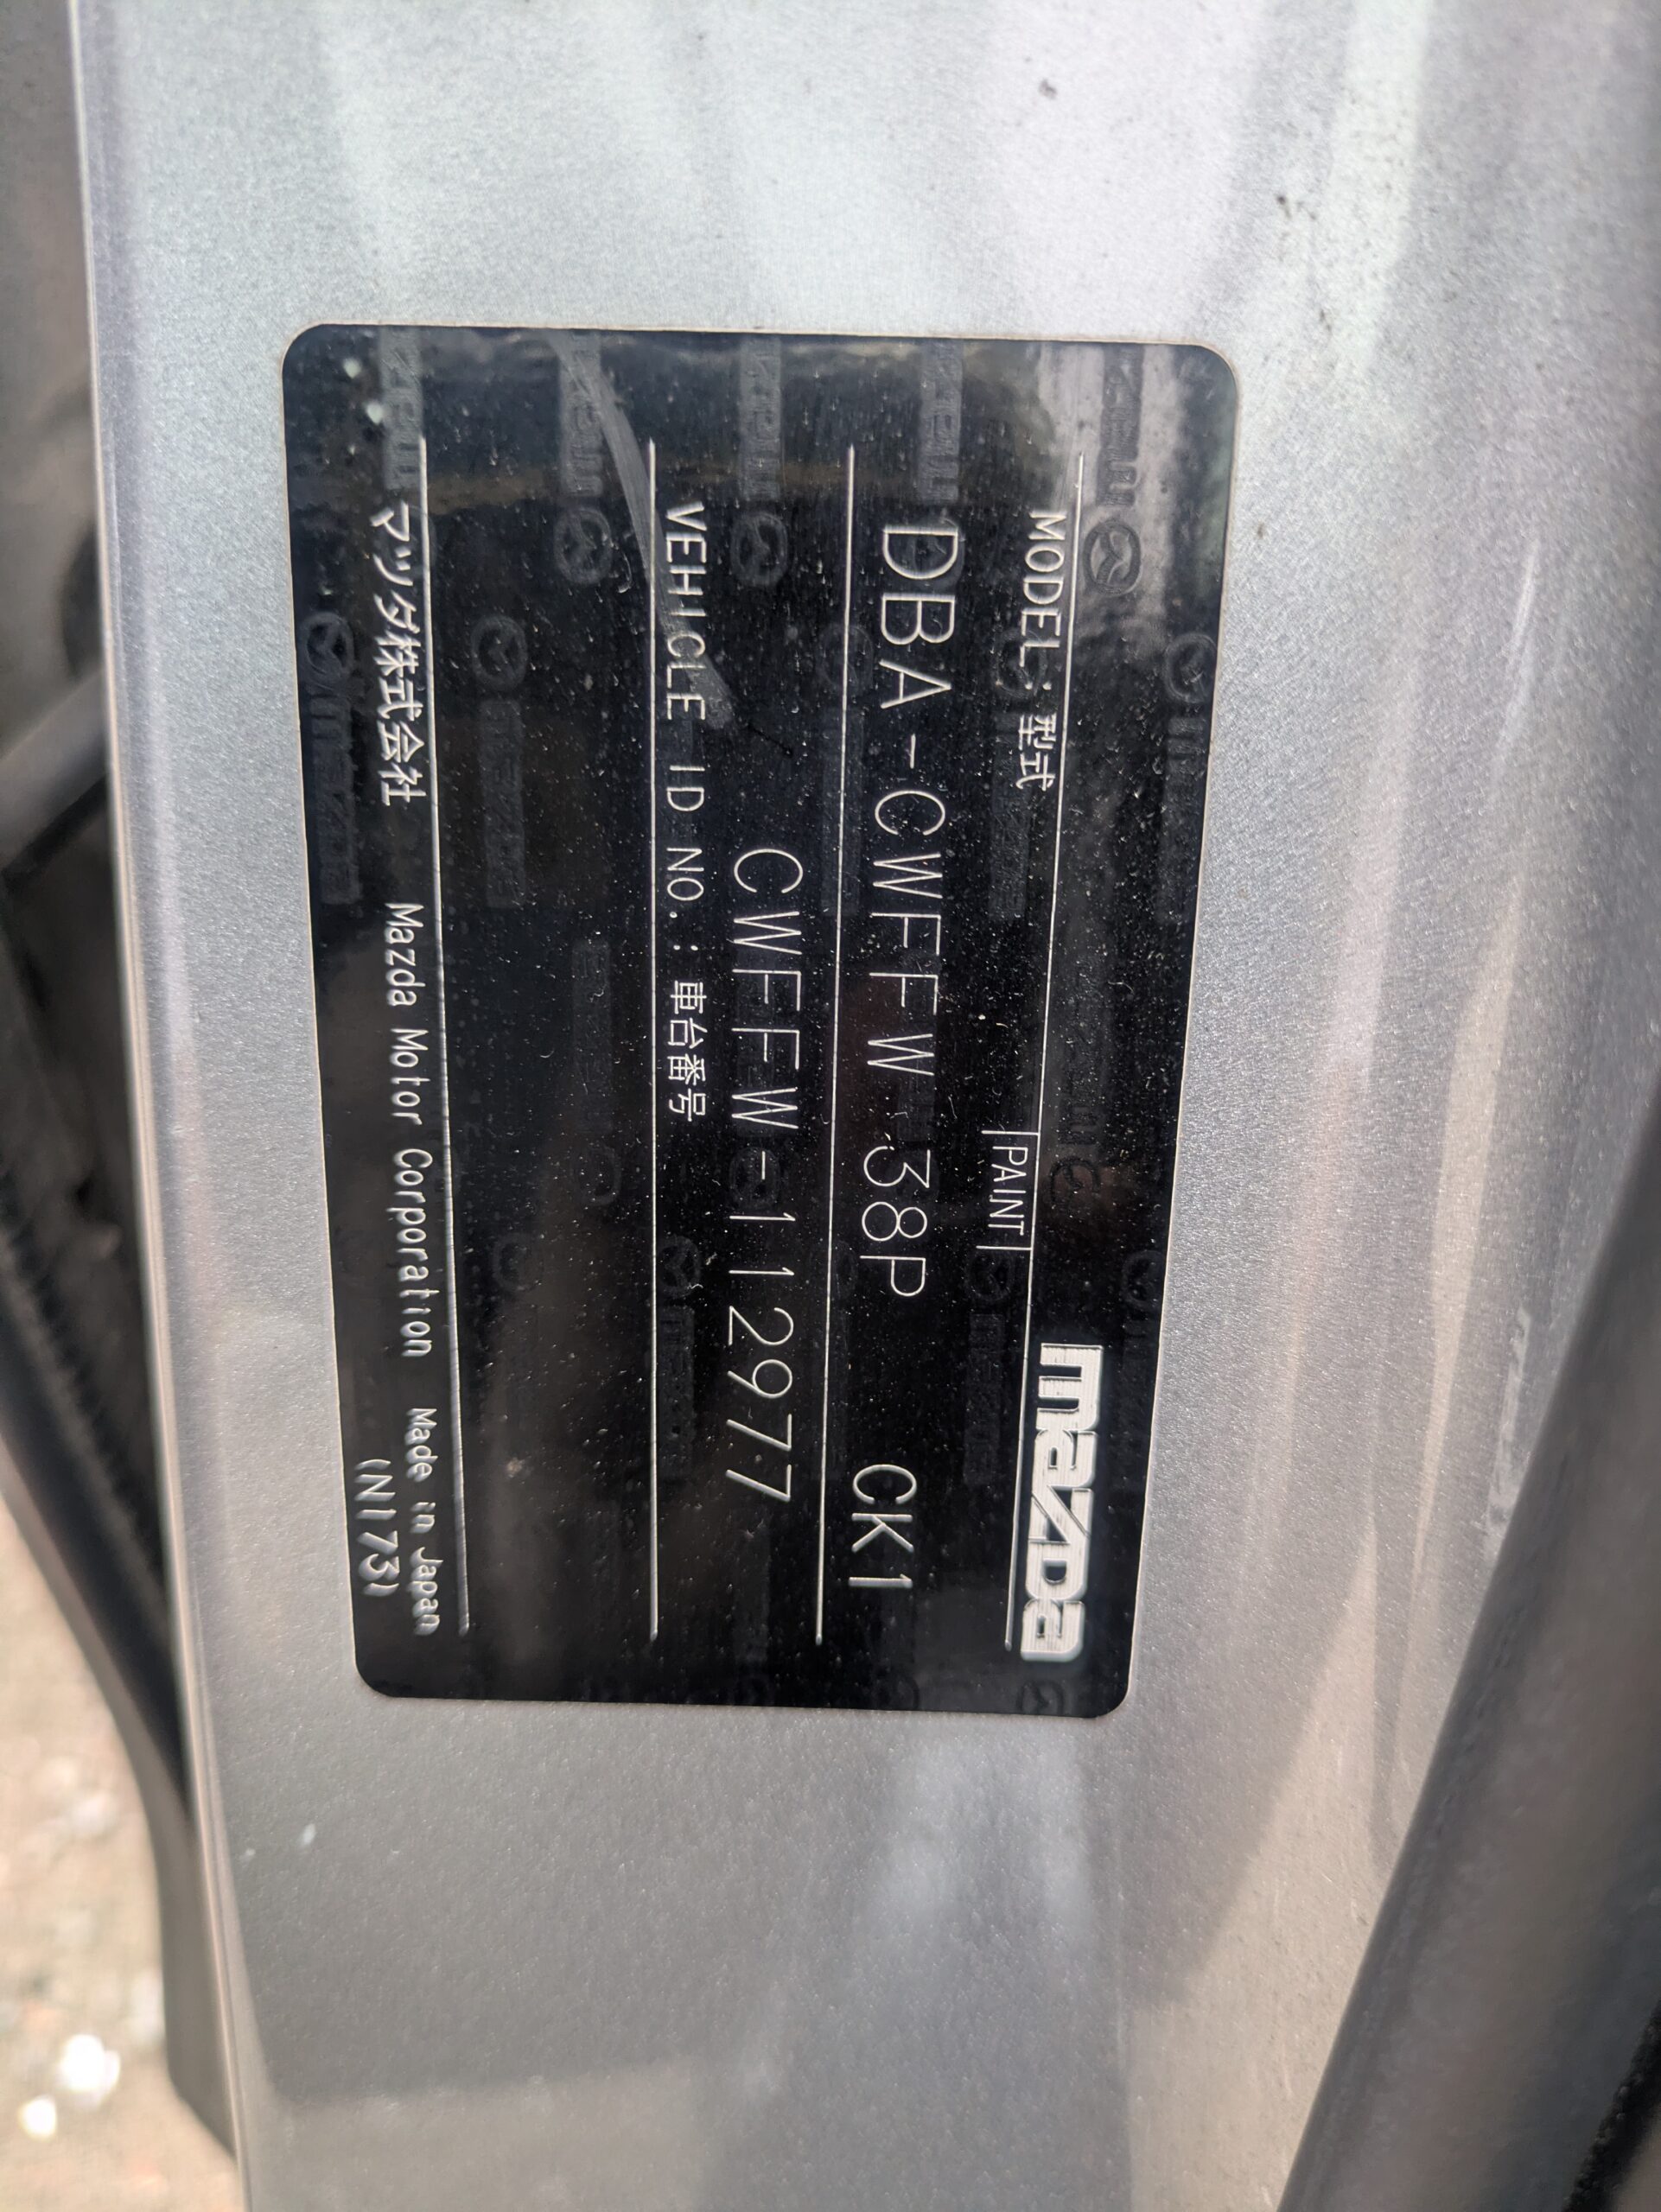 mazda
MODEL:型式
PAINT
DBA-CWFFW 38P CK1
CWFFW-112977
VEHICLE ID NO.:車台番号
マツダ株式会社 Mazda Motor Corporation Made in Japan
(N173)